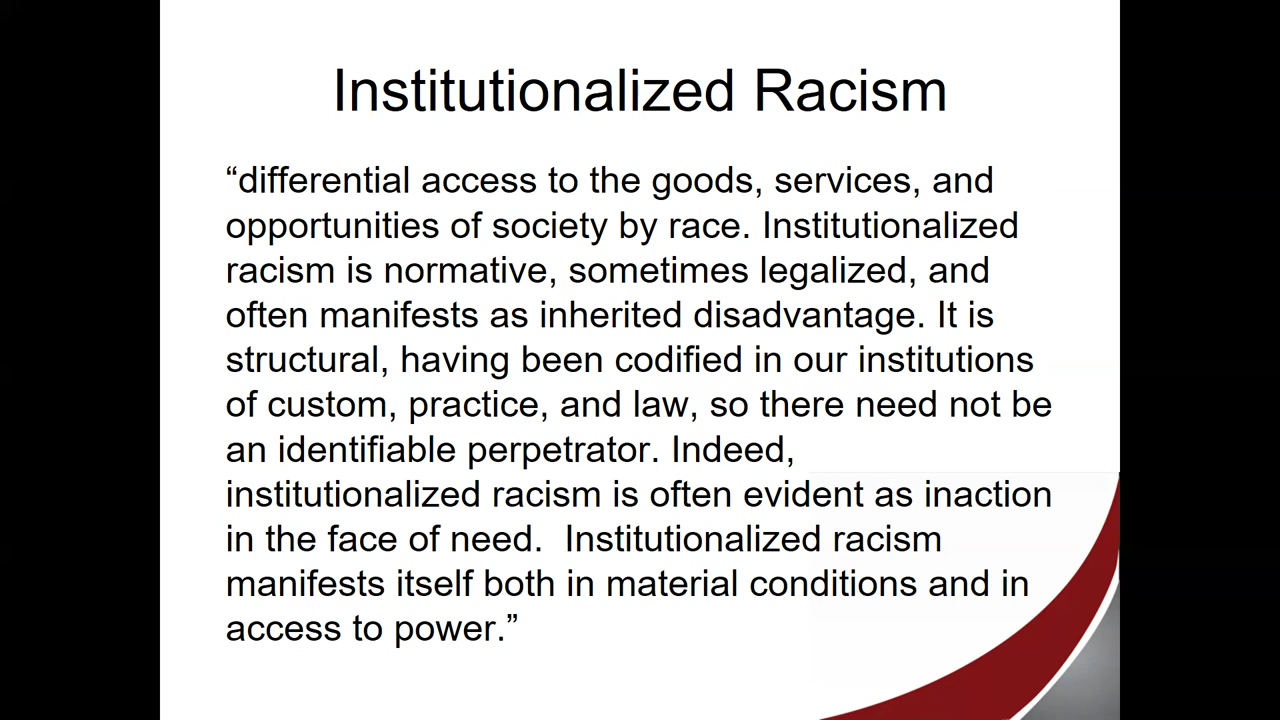 Institutionalized Racism
“differential access to the goods, services, and
opportunities of society by race. Institutionalized
racism is normative, sometimes legalized, and
often manifests as inherited disadvantage. It is
structural, having been codified in our institutions
of custom, practice, and law, so there need not be
an identifiable perpetrator. Indeed,
institutionalized racism is often evident as inaction
in the face of need.  Institutionalized racism
manifests itself both in material conditions and in
access to power.”